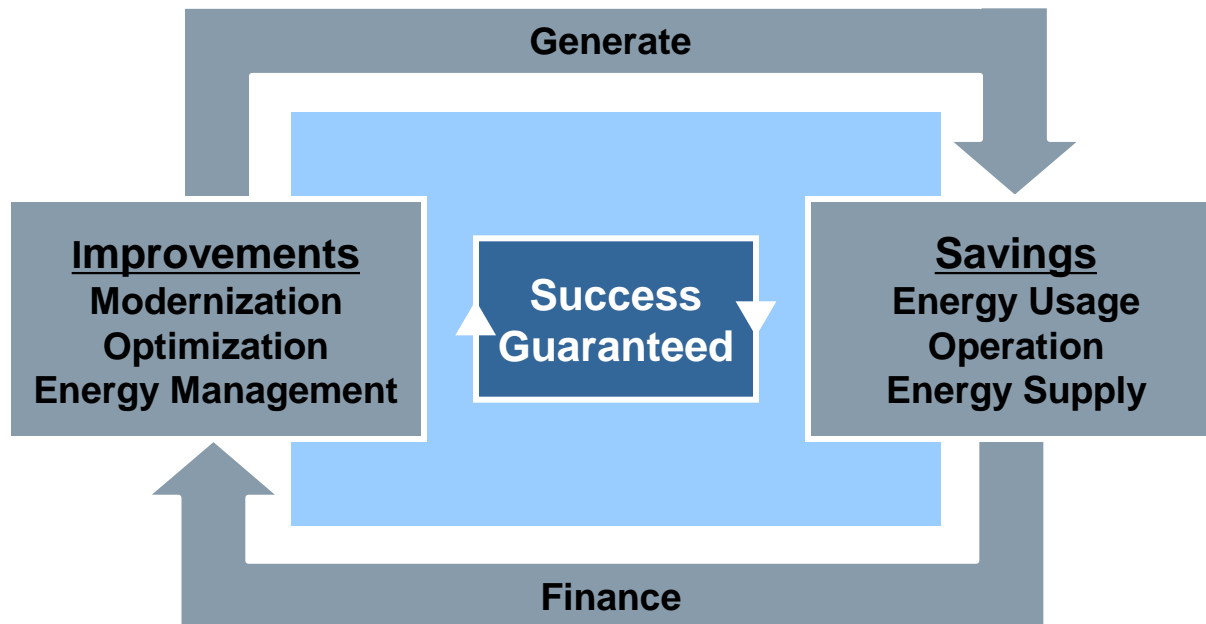 Generate
Improvements
Modernization
Optimization
Energy Management
Success
Guaranteed
Savings
Energy Usage
Operation
Energy Supply
Finance